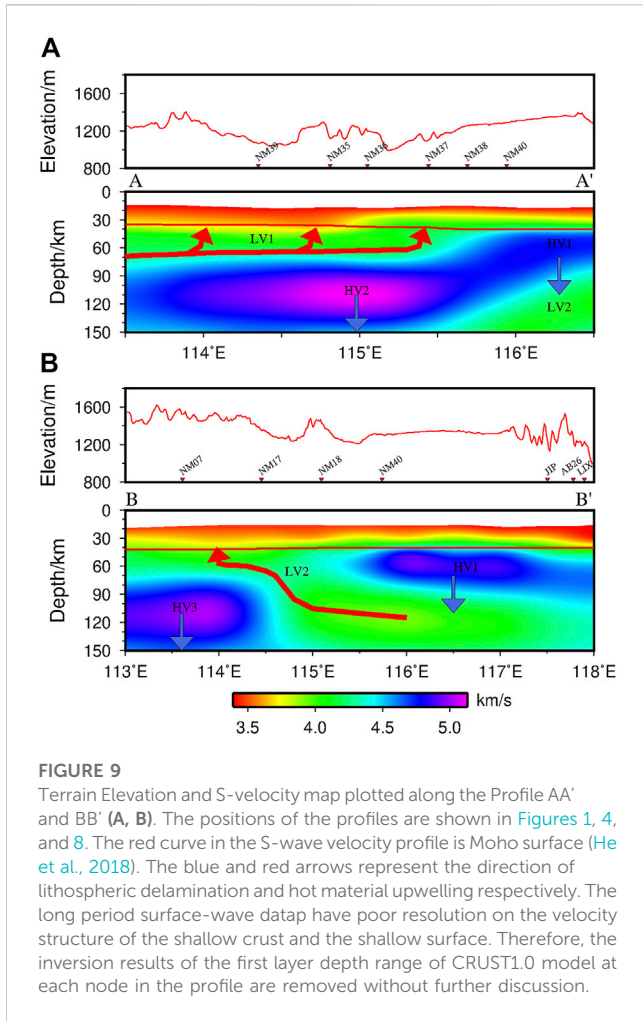 A
Elevation/m
1600
1200
800
NM39 NM35 NM36 NM37 NM38 NM40
A A'
Depth/km
0
30
60
90
120
150
LV1
HV1
HV2
LV2
114°E 115°E 116°E
B
Elevation/m
1600
1200
800
NM07 NM17 NM18 NM40 JIP AB26 LIX
B B'
Depth/km
0
30
60
90
120
150
LV2
HV1
HV3
113°E 114°E 115°E 116°E 117°E 118°E
km/s
3.5 4.0 4.5 5.0
FIGURE 9
Terrain Elevation and S-velocity map plotted along the Profile AA’
and BB’ (A, B). The positions of the profiles are shown in Figures 1, 4,
and 8. The red curve in the S-wave velocity profile is Moho surface (He
et al., 2018). The blue and red arrows represent the direction of
lithospheric delamination and hot material upwelling respectively. The
long period surface-wave datap have poor resolution on the velocity
structure of the shallow crust and the shallow surface. Therefore, the
inversion results of the first layer depth range of CRUST1.0 model at
each node in the profile are removed without further discussion.